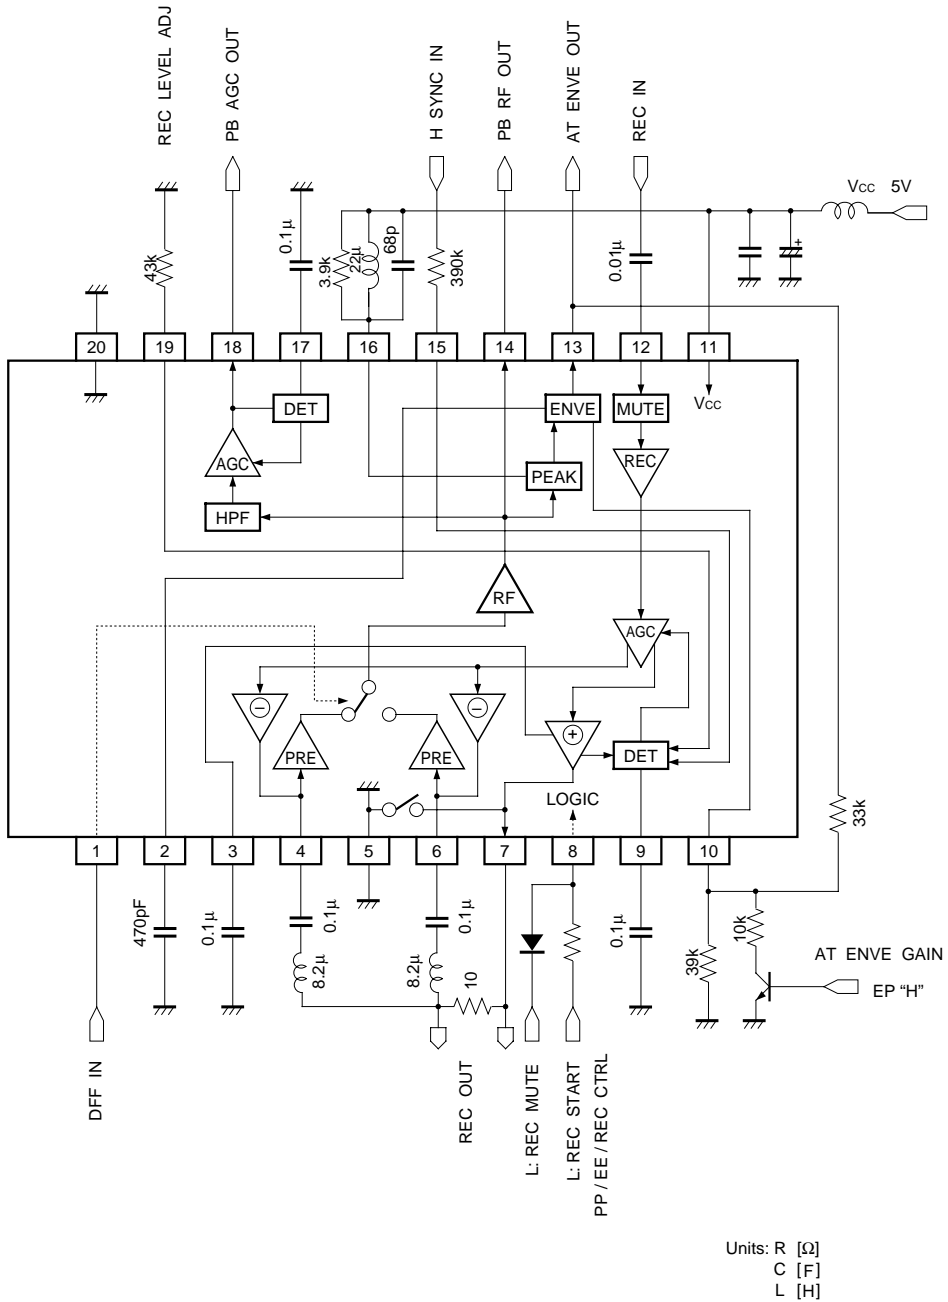 REC LEVEL ADJ
PB AGC OUT
H SYNC IN
PB RF OUT
AT ENVE OUT
REC IN
Vcc 5V
43k
0.1µ
3.9k
22µ
68p
390k
0.01µ
+
20
19
18
17
16
15
14
13
12
11
DET
ENVE
MUTE
Vcc
AGC
PEAK
REC
HPF
RF
AGC
−
−
+
PRE
PRE
DET
LOGIC
33k
1
2
3
4
5
6
7
8
9
10
470pF
0.1µ
0.1µ
0.1µ
0.1µ
39k
10k
8.2µ
8.2µ
10
AT ENVE GAIN
EP “H”
DFF IN
REC OUT
L: REC MUTE
L: REC START
PP / EE / REC CTRL
Units: R [Ω]
C [F]
L [H]